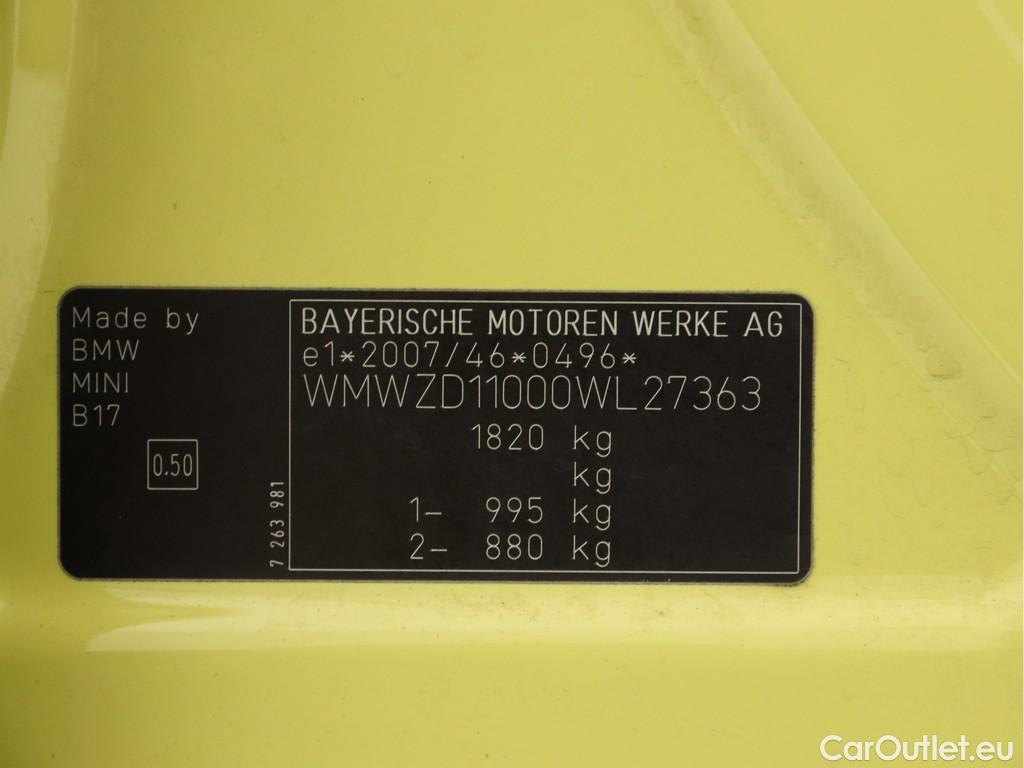 Made by
BMW
MINI
B17
0.50
7 263 981
BAYERISCHE MOTOREN WERKE AG
e1*2007/46*0496*
WMWZD11000WL27363
1820 kg
kg
1- 995 kg
2- 880 kg
CarOutlet.eu